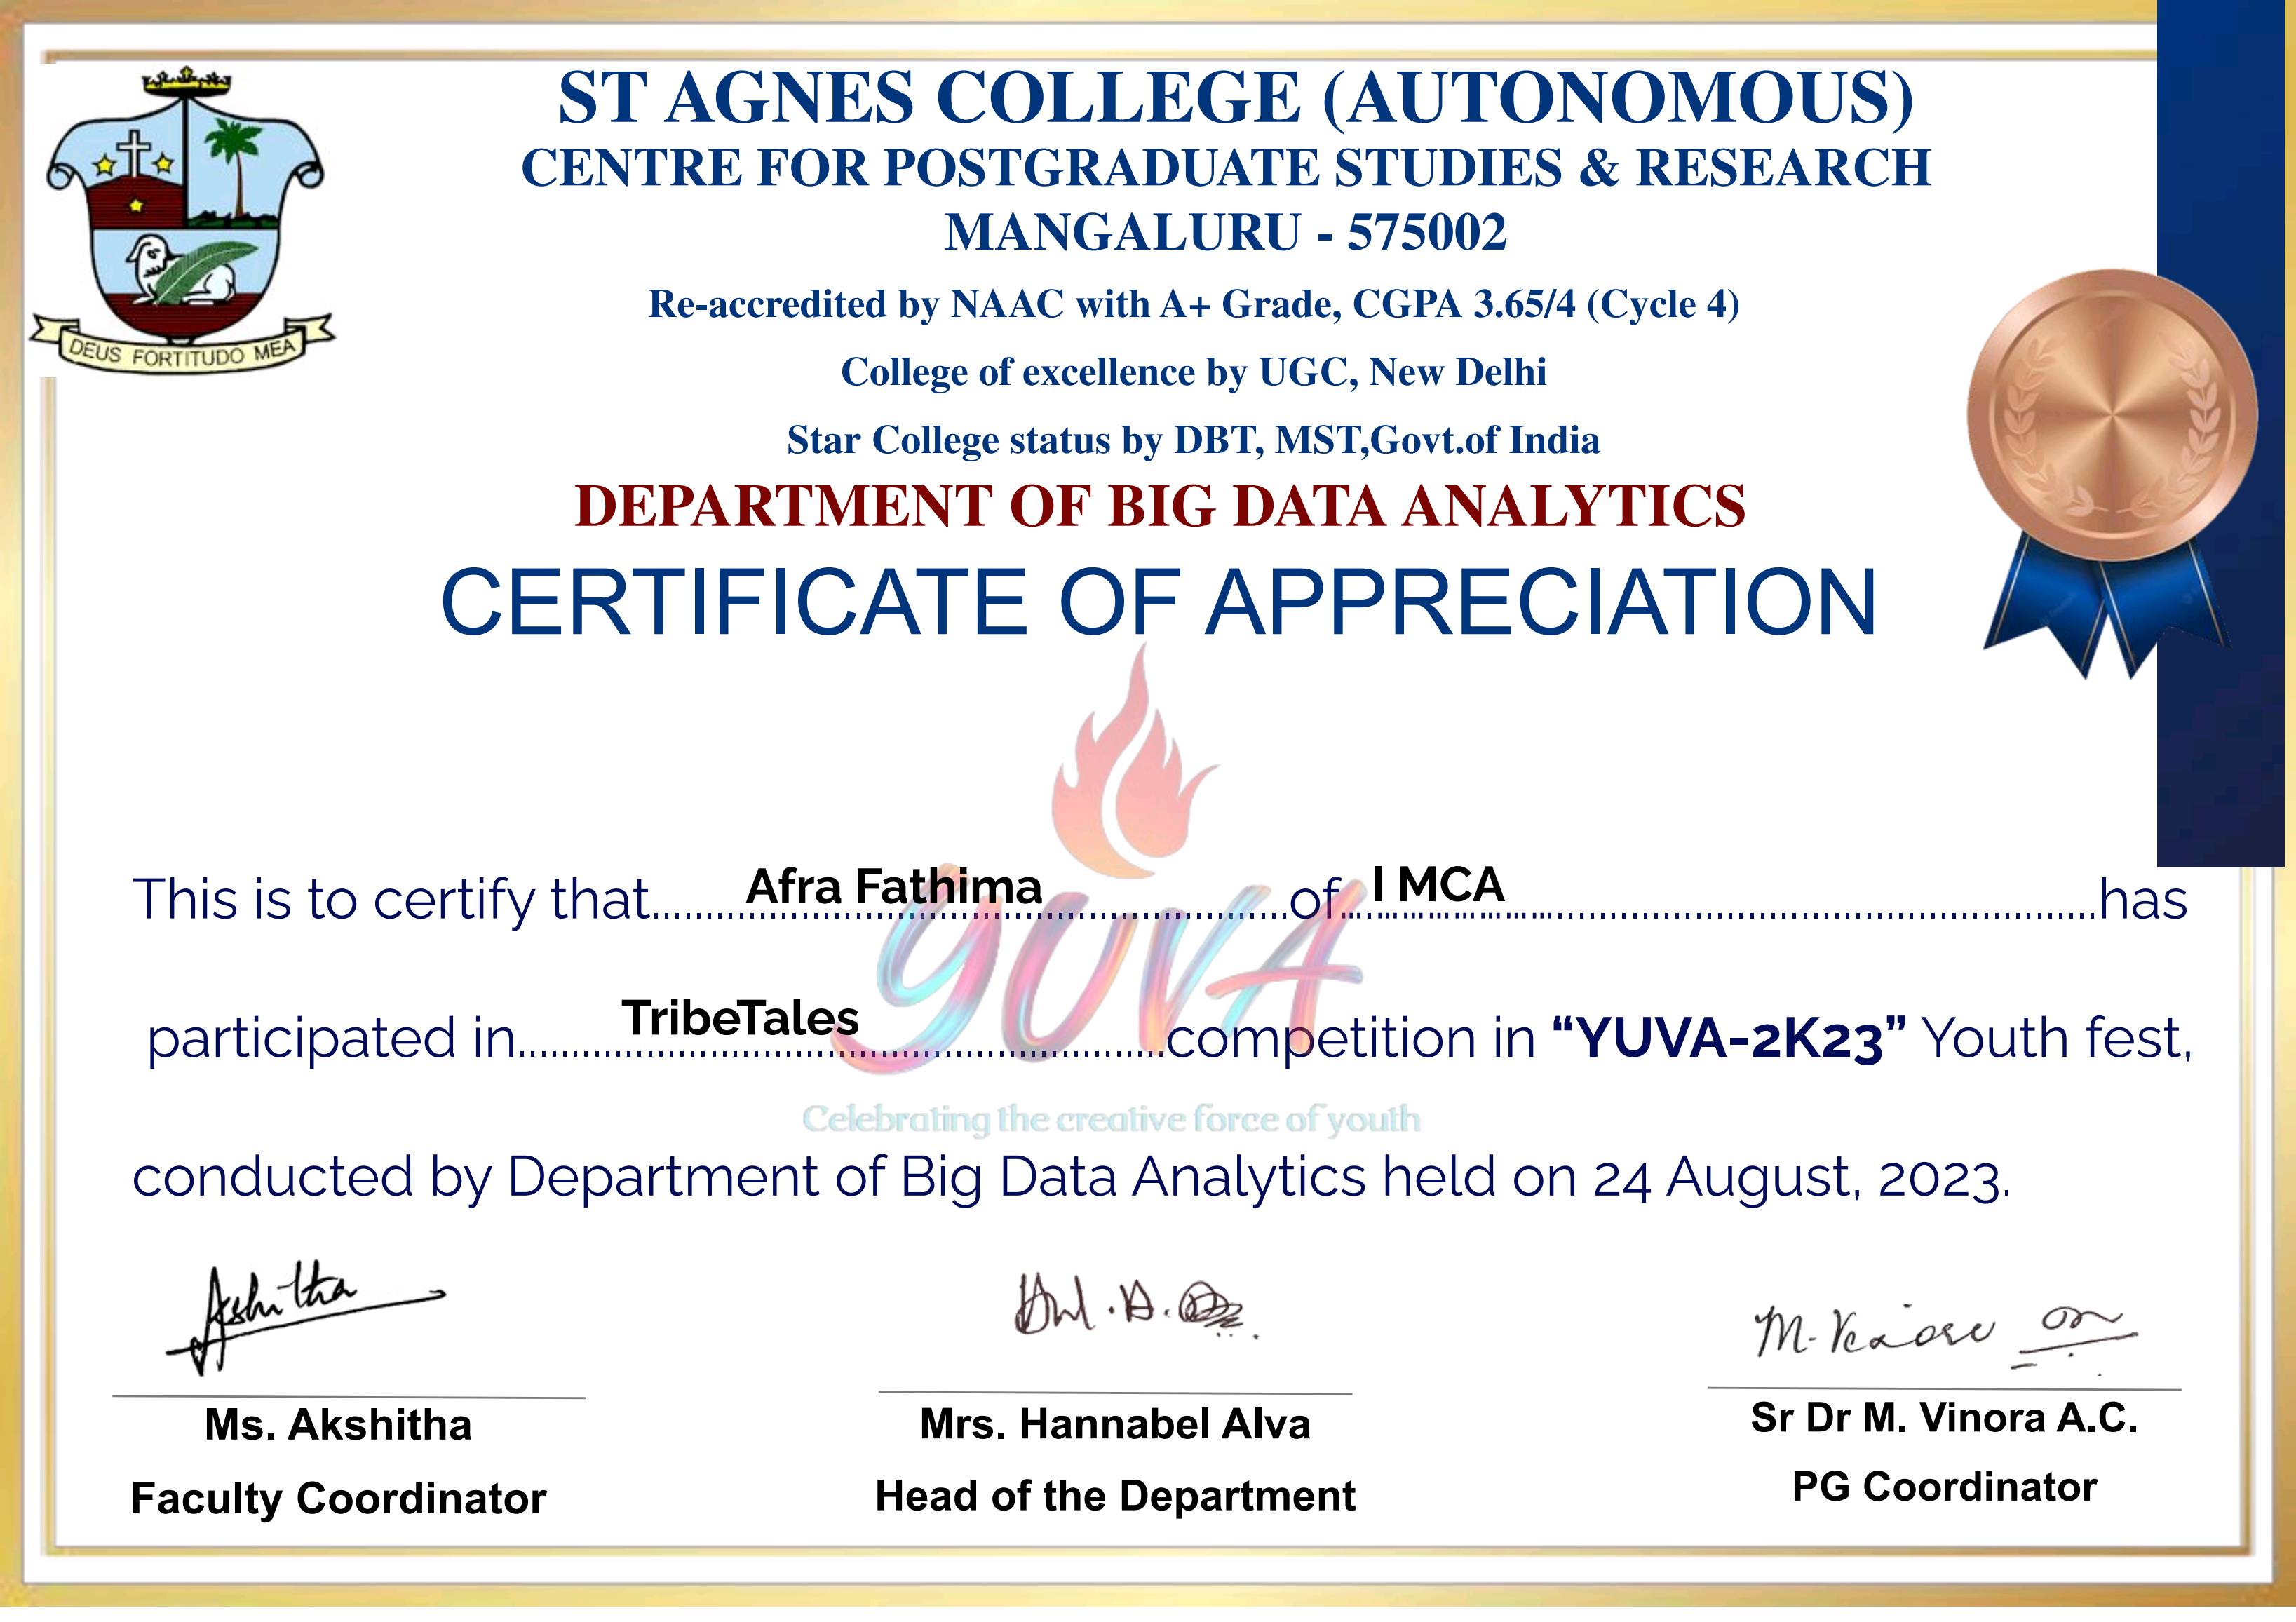 ST AGNES COLLEGE (AUTONOMOUS)
CENTRE FOR POSTGRADUATE STUDIES & RESEARCH
MANGALURU - 575002
Re-accredited by NAAC with A+ Grade, CGPA 3.65/4 (Cycle 4)
College of excellence by UGC, New Delhi
Star College status by DBT, MST,Govt.of India
DEUS FORTITUDO MEA
DEPARTMENT OF BIG DATA ANALYTICS
CERTIFICATE OF APPRECIATION
This is to certify that Afra Fathima of I MCA has
YUVA
participated in TribeTales competition in “YUVA-2K23” Youth fest,
Celebrating the creative force of youth
conducted by Department of Big Data Analytics held on 24 August, 2023.
Ms. Akshitha
Faculty Coordinator
Mrs. Hannabel Alva
Head of the Department
Sr Dr M. Vinora A.C.
PG Coordinator